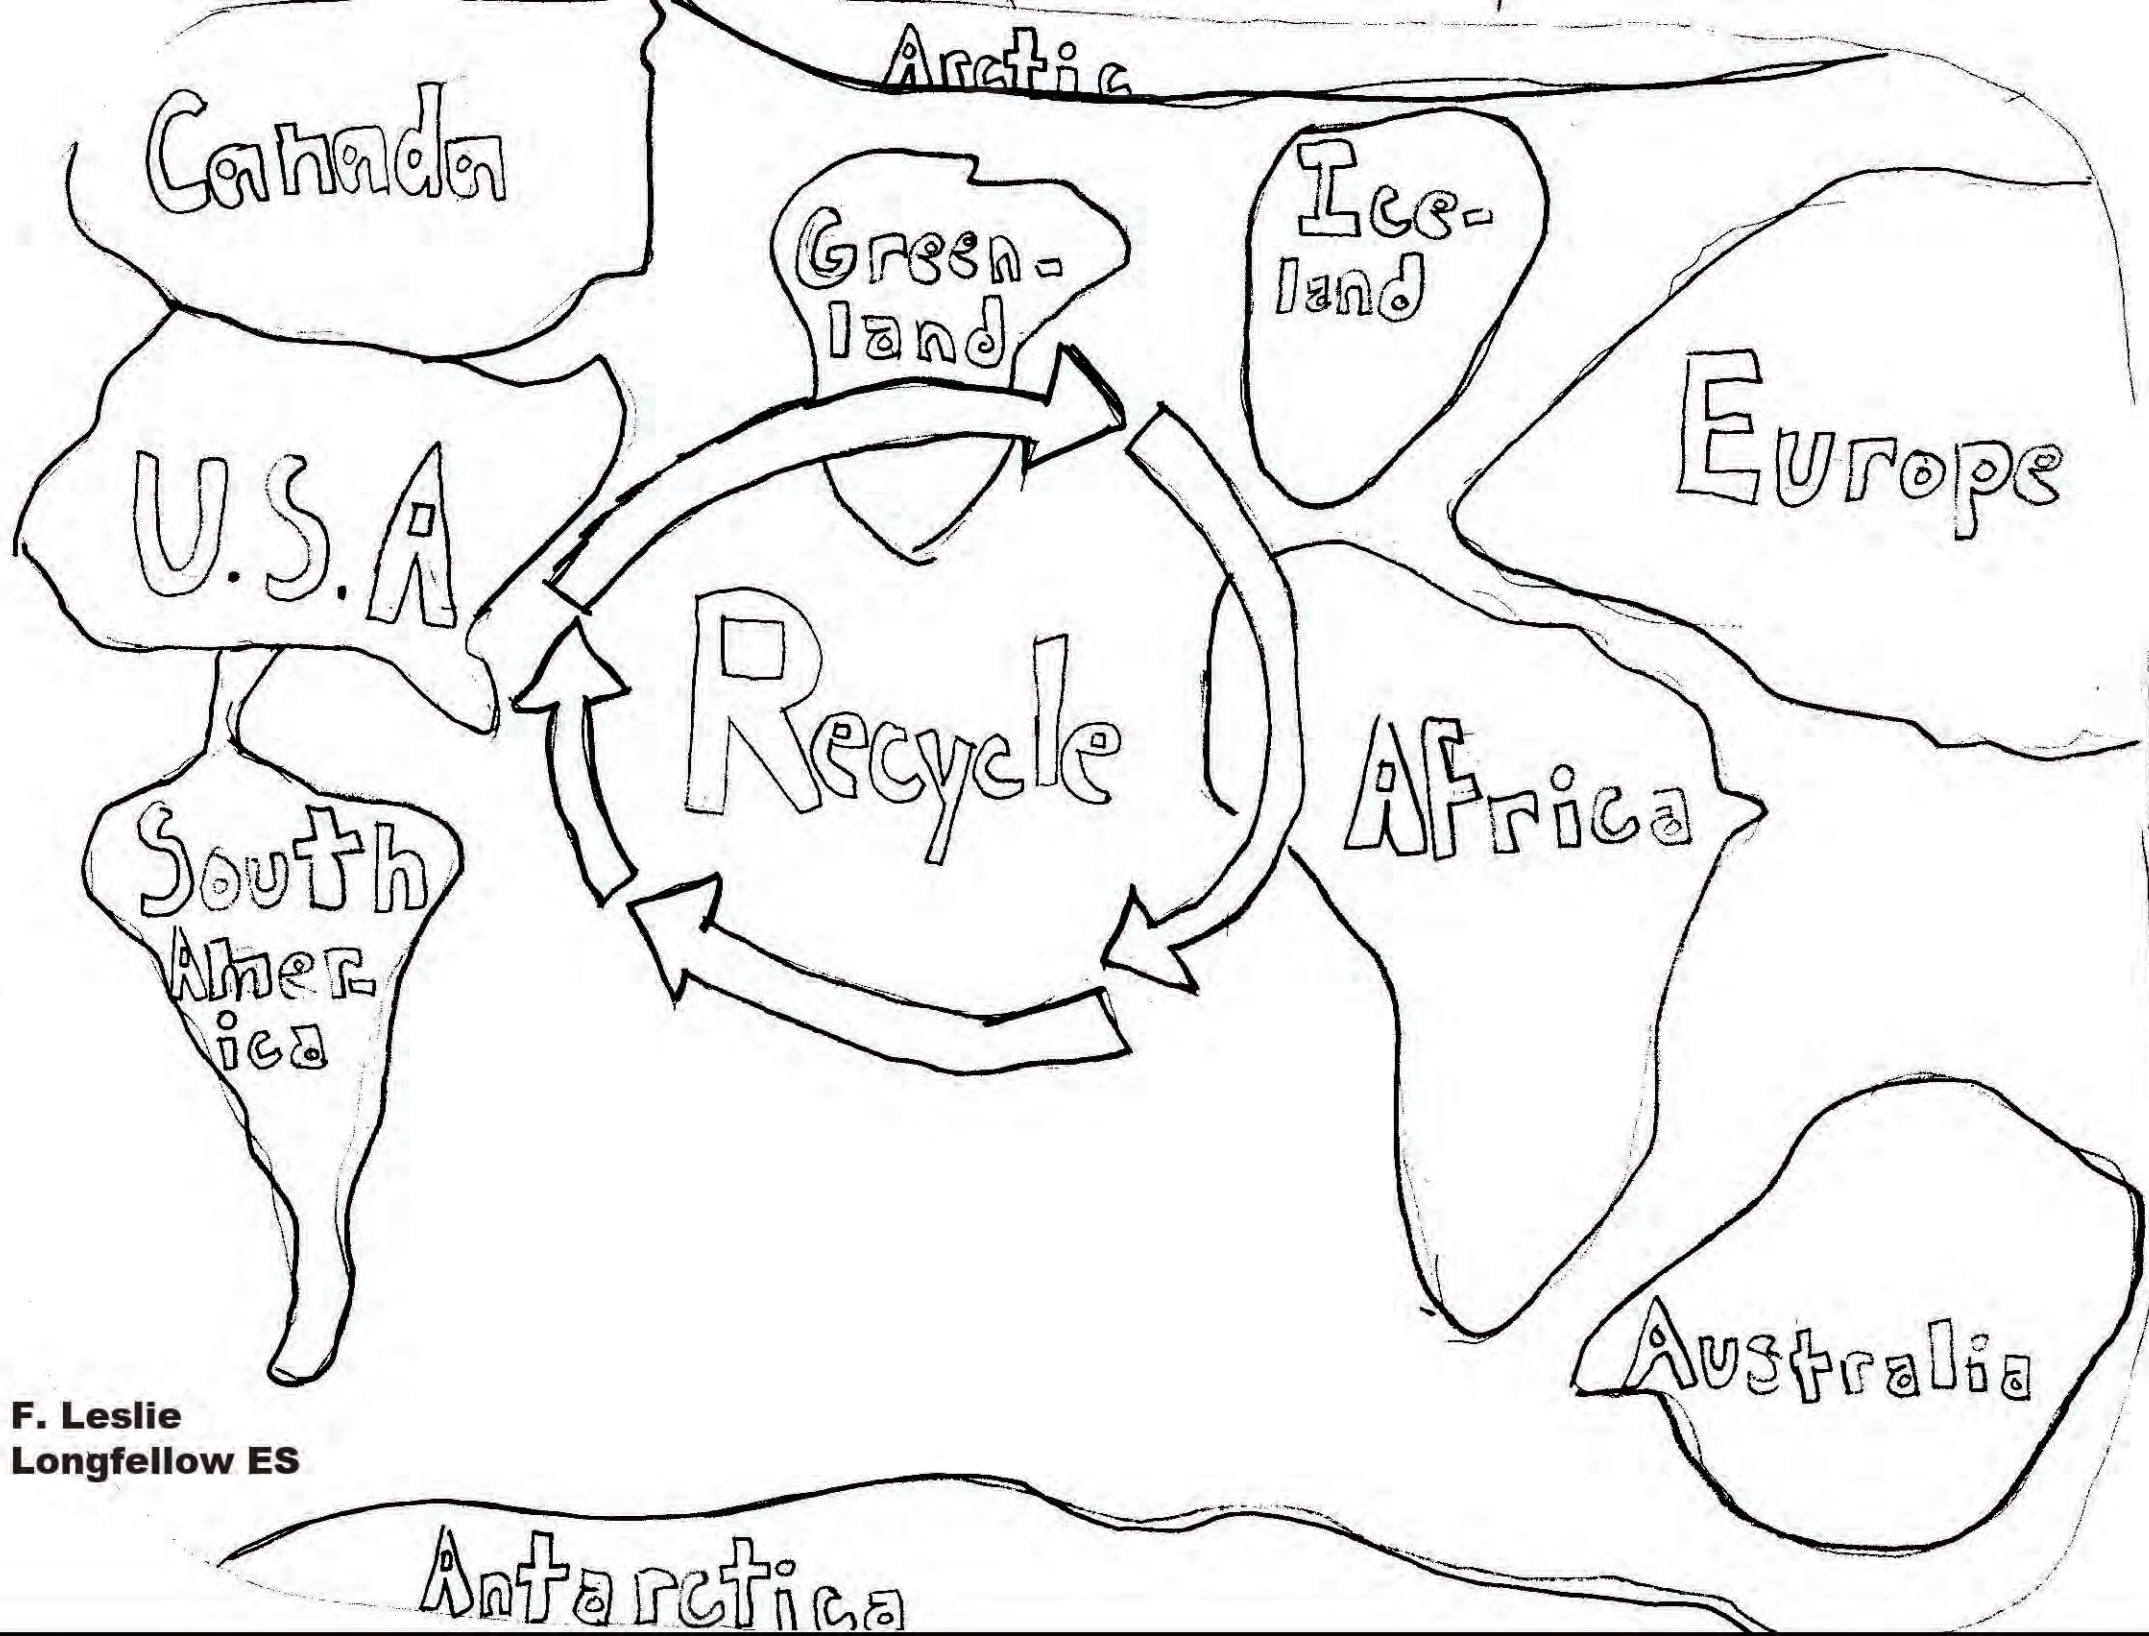 Arctic
Canada
Green-
land
Ice-
land
Europe
U.S.A
Recycle
Africa
South
Amer-
ica
Australia
F. Leslie
Longfellow ES
Antarctica